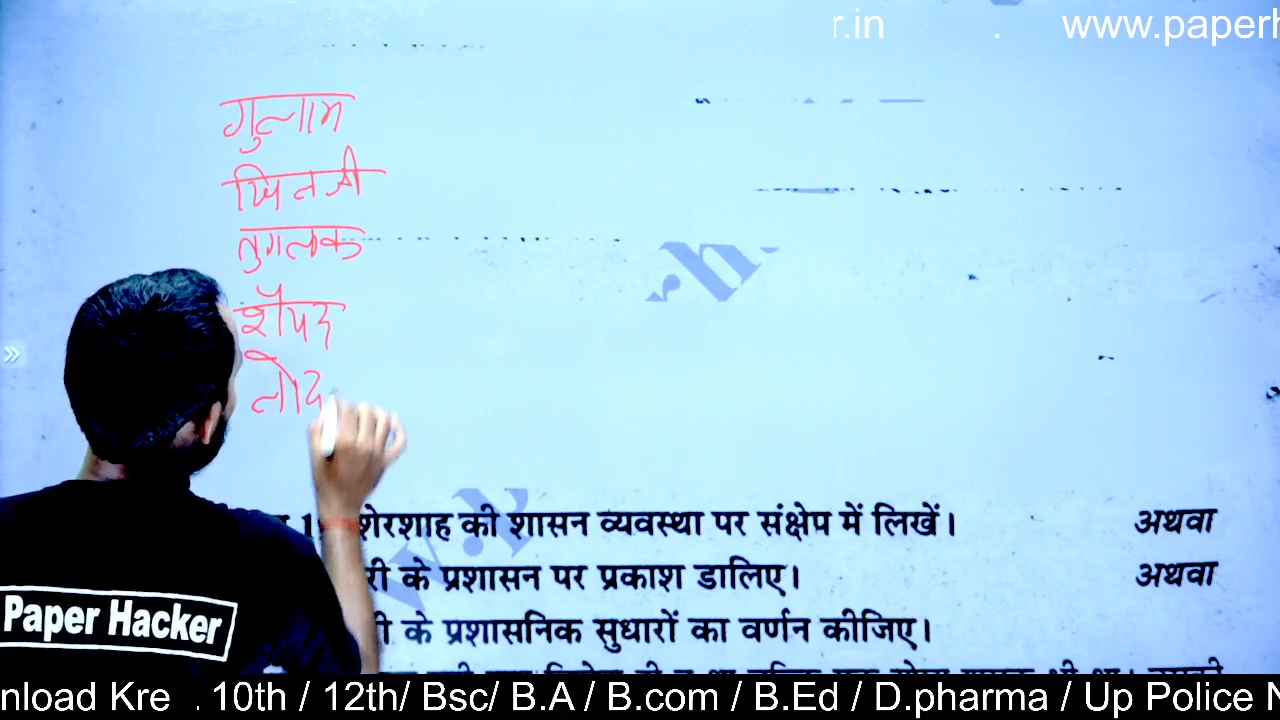 r.in . www.paperh
गुलाम
खिलजी
तुगलक
शैयद
लोद
1 शेरशाह की शासन व्यवस्था पर संक्षेप में लिखें। अथवा
री के प्रशासन पर प्रकाश डालिए। अथवा
के प्रशासनिक सुधारों का वर्णन कीजिए।
Paper Hacker
nload Kre . 10th / 12th/ Bsc/ B.A / B.com / B.Ed / D.pharma / Up Police N